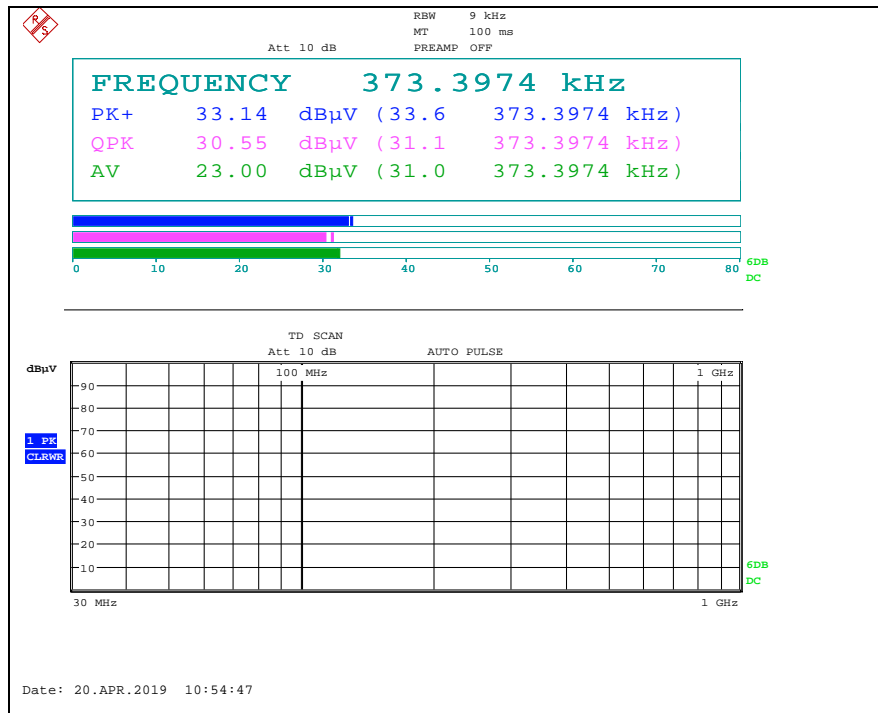 R S
RBW 9 kHz
MT 100 ms
Att 10 dB PREAMP OFF
FREQUENCY 373.3974 kHz
PK+ 33.14 dBµV (33.6 373.3974 kHz)
QPK 30.55 dBµV (31.1 373.3974 kHz)
AV 23.00 dBµV (31.0 373.3974 kHz)
0 10 20 30 40 50 60 70 80
6DB
DC
TD SCAN
Att 10 dB AUTO PULSE
dBµV
100 MHz 1 GHz
90
80
70
1 PK
CLRWR
60
50
40
30
20
10
6DB
DC
30 MHz 1 GHz
Date: 20.APR.2019 10:54:47